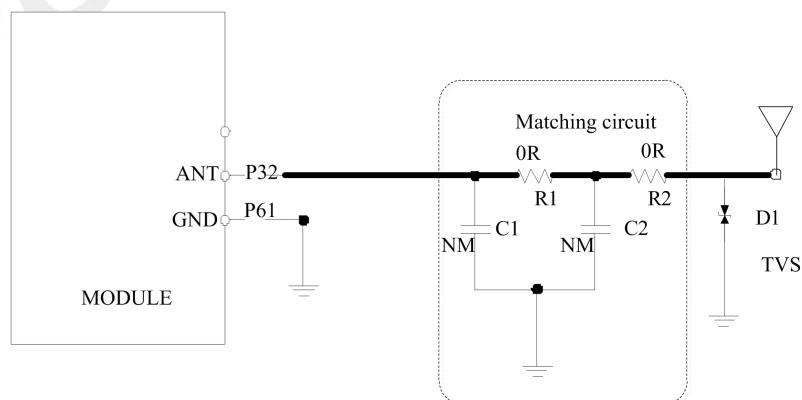 Matching circuit
0R
0R
ANT
P32
R1
R2
GND
P61
NM
C1
NM
C2
D1
TVS
MODULE